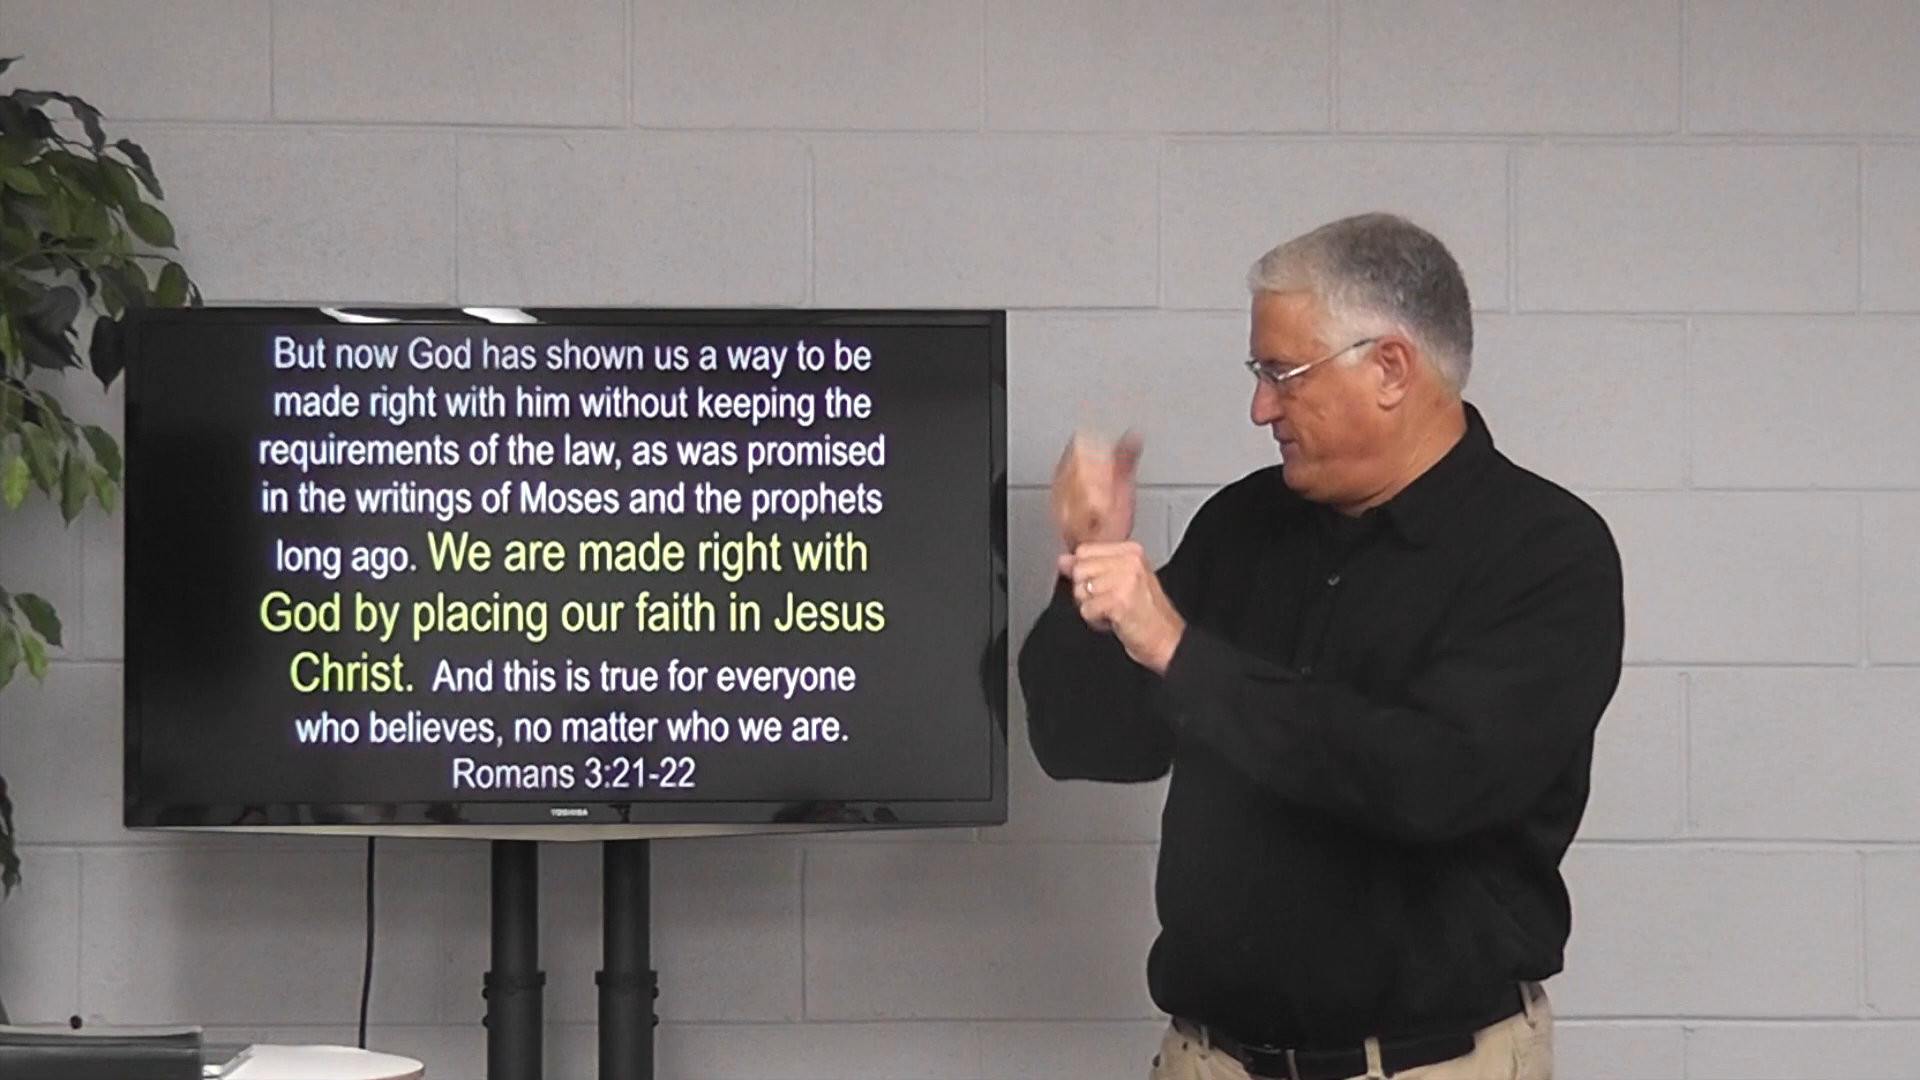 But now God has shown us a way to be
made right with him without keeping the
requirements of the law, as was promised
in the writings of Moses and the prophets
long ago. We are made right with
God by placing our faith in Jesus
Christ. And this is true for everyone
who believes, no matter who we are.
Romans 3:21-22
TOSHIBA